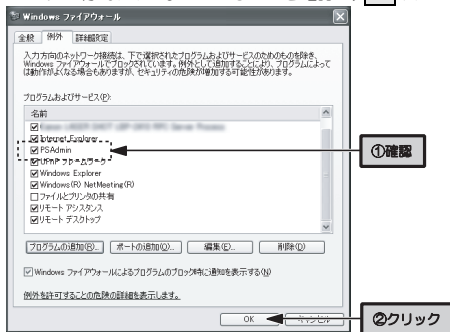 Windows ファイアウォール
全般 例外 詳細設定
入力方向のネットワーク接続は、下で選択されたプログラムおよびサービスのためのものを除き、
Windows ファイアウォールでブロックされています。例外として追加することにより、プログラムによって
は動作がよくなる場合もありますが、セキュリティの危険が増加する可能性があります。
プログラムおよびサービス(P):
名前
Internet Explorer
PSAdmin
①確認
UPnP フレームワーク
Windows Explorer
Windows(R) NetMeeting(R)
ファイルとプリンタの共有
リモート アシスタンス
リモート デスクトップ
プログラムの追加(R)... ポートの追加(O)... 編集(E)... 削除(D)
Windows ファイアウォールによるプログラムのブロック時に通知を表示する(N)
例外を許可することの危険の詳細を表示します。
OK キャンセル
②クリック